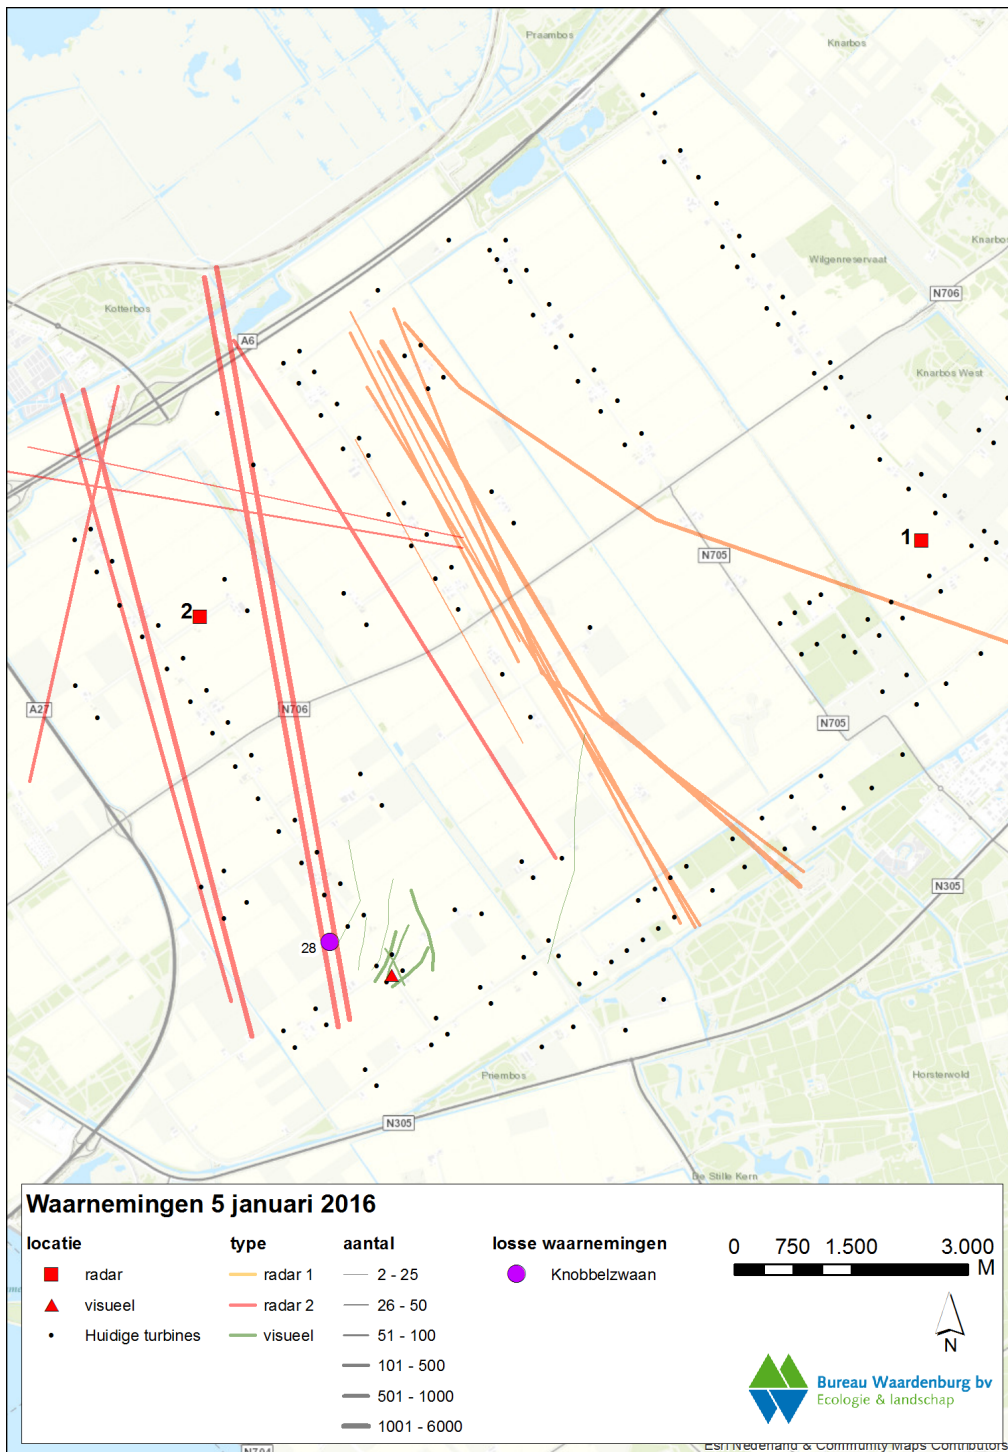 Praambos
Knarbos
Knarbos
Wilgenreservaat
N706
Kotterbos
A6
Knarbos West
1
N705
2
A27
N706
N705
N305
28
Priembos
Horsterwold
N305
De Stille Kern
Waarnemingen 5 januari 2016
locatie
type
aantal
losse waarnemingen
0 750 1.500 3.000
M
radar
radar 1
2 - 25
Knobbelzwaan
visueel
radar 2
26 - 50
Huidige turbines
visueel
51 - 100
101 - 500
501 - 1000
1001 - 6000
N
Bureau Waardenburg bv
Ecologie & landschap
N704
Esri Nederland & Community Maps Contributors